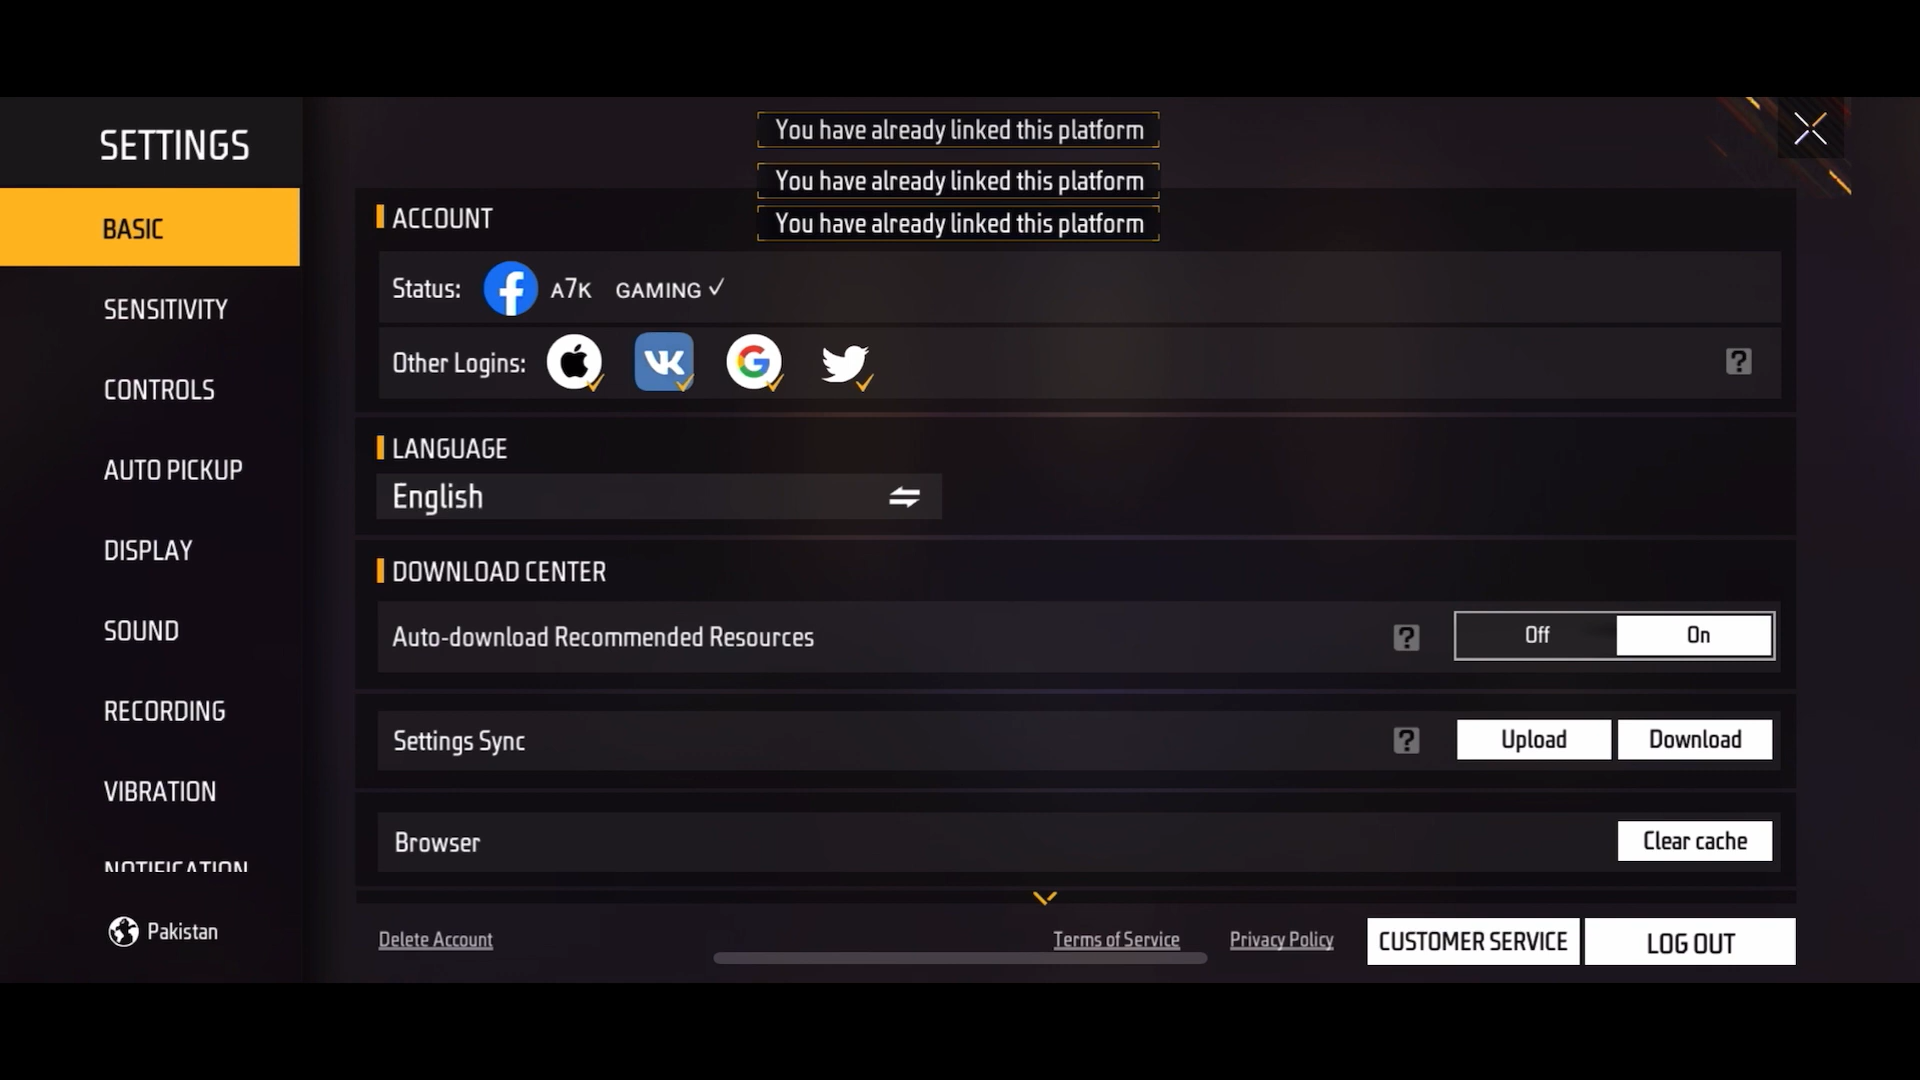 SETTINGS
You have already linked this platform
You have already linked this platform
You have already linked this platform
BASIC
SENSITIVITY
CONTROLS
AUTO PICKUP
DISPLAY
SOUND
RECORDING
VIBRATION
NOTIFICATION
Pakistan
ACCOUNT
Status: A7K GAMING ✓
Other Logins: VK G ?
LANGUAGE
English
DOWNLOAD CENTER
Auto-download Recommended Resources ? Off On
Settings Sync ? Upload Download
Browser Clear cache
Delete Account Terms of Service Privacy Policy CUSTOMER SERVICE LOG OUT